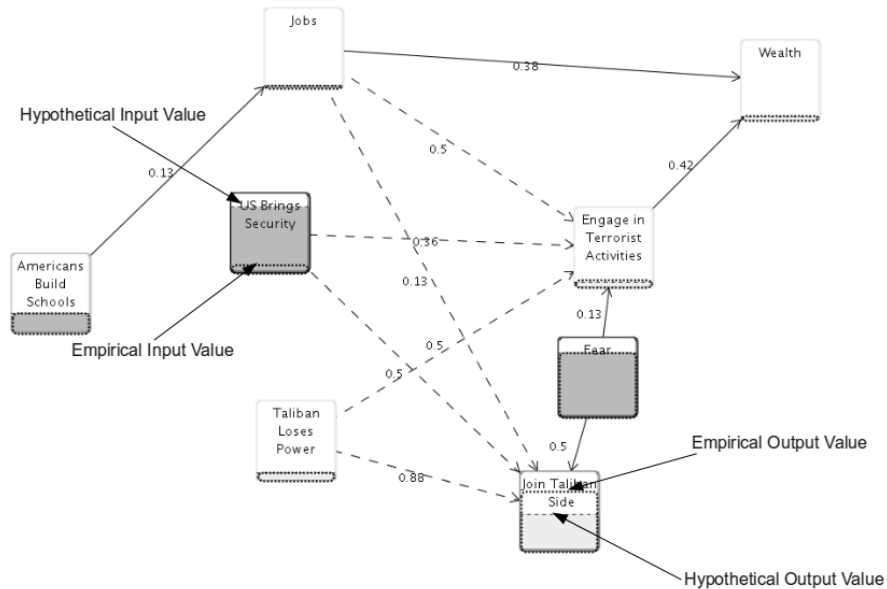 Jobs
Wealth
0.38
Hypothetical Input Value
0.5
0.13
0.42
US Brings
Security
Engage in
Terrorist
Activities
0.36
Americans
Build
Schools
0.13
0.13
Empirical Input Value
0.5
Fear
0.5
Taliban
Loses
Power
0.5
Empirical Output Value
0.88
Join Taliban
Side
Hypothetical Output Value